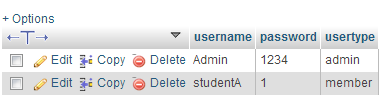 + Options
username password usertype
Edit Copy Delete Admin 1234 admin
Edit Copy Delete studentA 1 member